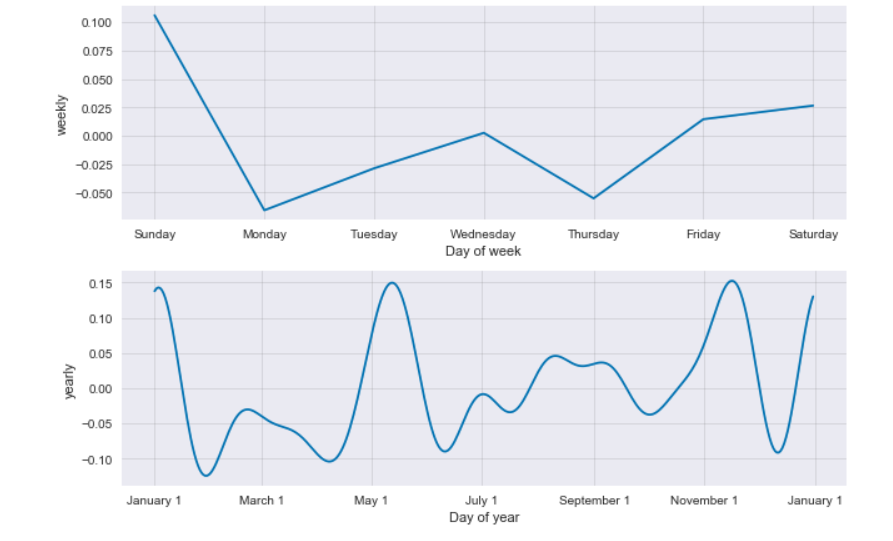 0.100
0.075
0.050
0.025
0.000
−0.025
−0.050
weekly
Sunday Monday Tuesday Wednesday Thursday Friday Saturday
Day of week
0.15
0.10
0.05
0.00
−0.05
−0.10
yearly
January 1 March 1 May 1 July 1 September 1 November 1 January 1
Day of year